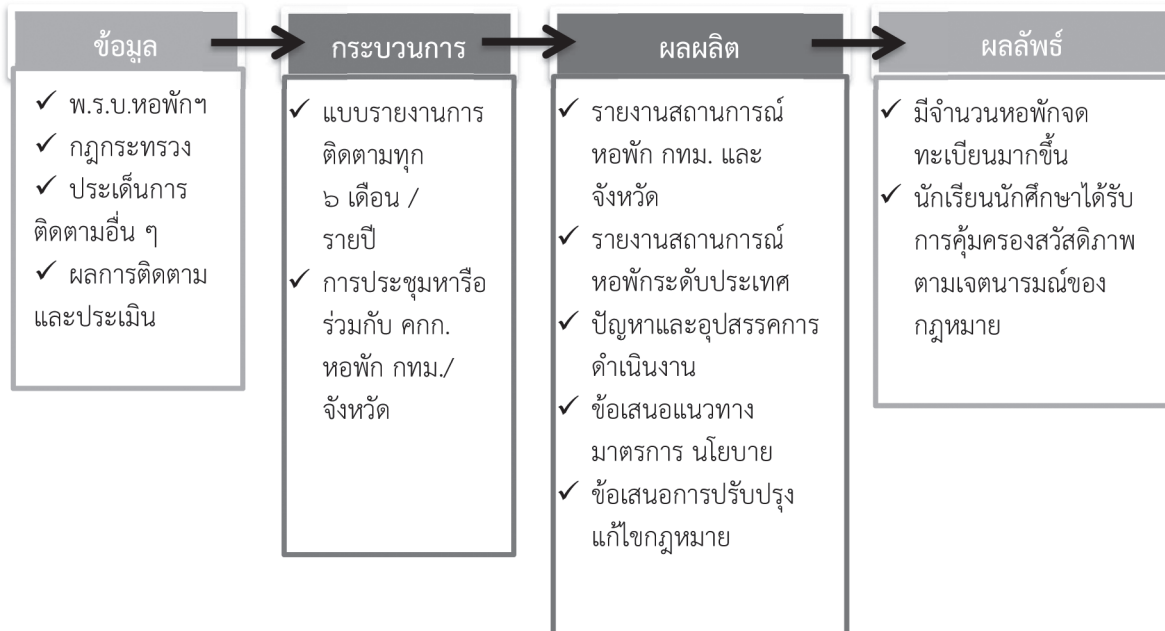 ข้อมูล
✓ พ.ร.บ.หอพักฯ
✓ กฎกระทรวง
✓ ประเด็นการ
ติดตามอื่น ๆ
✓ ผลการติดตาม
และประเมิน
กระบวนการ
✓ แบบรายงานการ
ติดตามทุก
๖ เดือน /
รายปี
✓ การประชุมหารือ
ร่วมกับ คกก.
หอพัก กทม./
จังหวัด
ผลผลิต
✓ รายงานสถานการณ์
หอพัก กทม. และ
จังหวัด
✓ รายงานสถานการณ์
หอพักระดับประเทศ
✓ ปัญหาและอุปสรรคการ
ดำเนินงาน
✓ ข้อเสนอแนวทาง
มาตรการ นโยบาย
✓ ข้อเสนอการปรับปรุง
แก้ไขกฎหมาย
ผลลัพธ์
✓ มีจำนวนหอพักจด
ทะเบียนมากขึ้น
✓ นักเรียนนักศึกษาได้รับ
การคุ้มครองสวัสดิภาพ
ตามเจตนารมณ์ของ
กฎหมาย